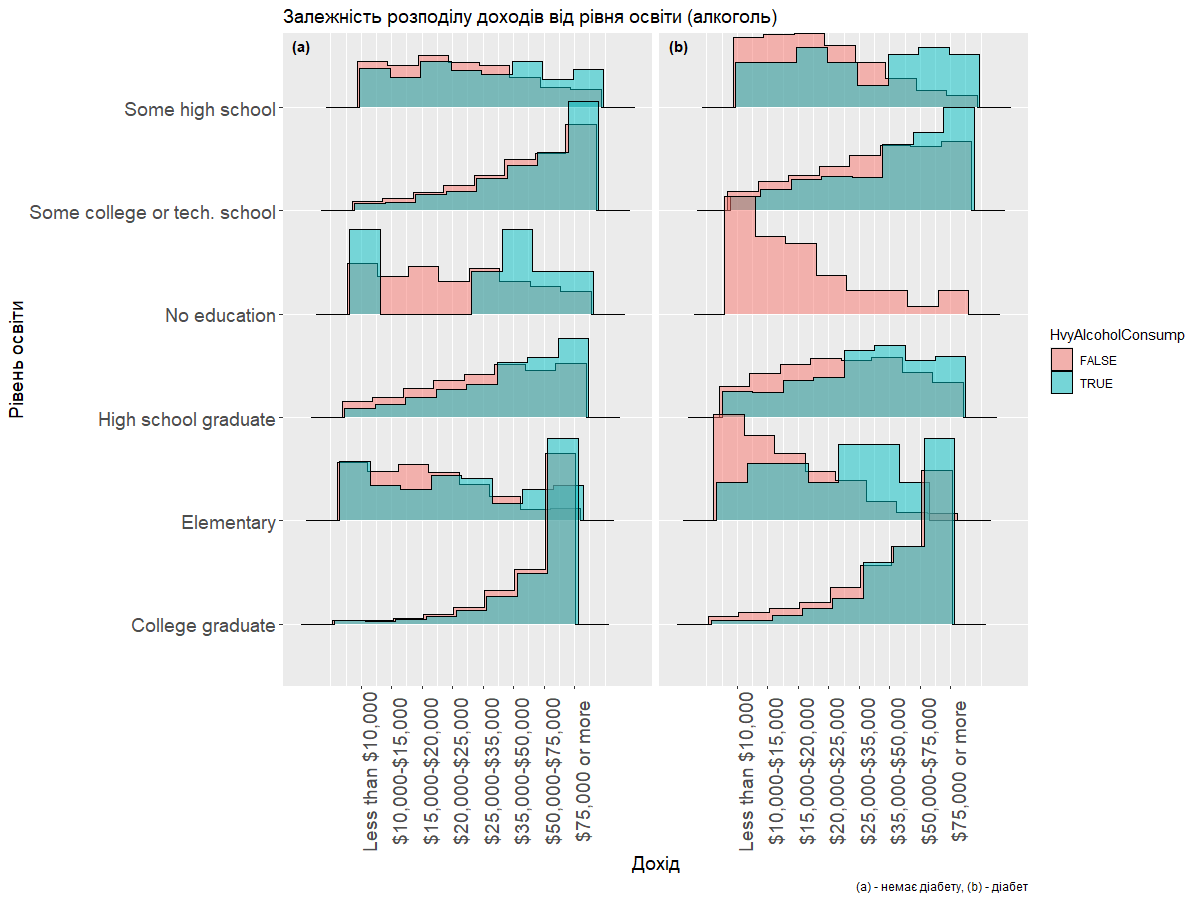 Залежність розподілу доходів від рівня освіти (алкоголь)
(a)
(b)
Рівень освіти
Some high school
Some college or tech. school
No education
High school graduate
Elementary
College graduate
HvyAlcoholConsump
FALSE
TRUE
Less than $10,000
$10,000-$15,000
$15,000-$20,000
$20,000-$25,000
$25,000-$35,000
$35,000-$50,000
$50,000-$75,000
$75,000 or more
Less than $10,000
$10,000-$15,000
$15,000-$20,000
$20,000-$25,000
$25,000-$35,000
$35,000-$50,000
$50,000-$75,000
$75,000 or more
Дохід
(a) - немає діабету, (b) - діабет